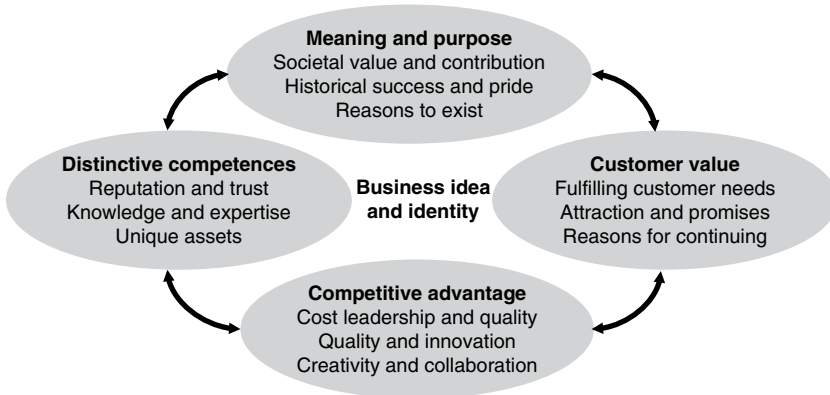 Meaning and purpose
Societal value and contribution
Historical success and pride
Reasons to exist
Distinctive competences
Reputation and trust
Knowledge and expertise
Unique assets
Business idea
and identity
Customer value
Fulfilling customer needs
Attraction and promises
Reasons for continuing
Competitive advantage
Cost leadership and quality
Quality and innovation
Creativity and collaboration